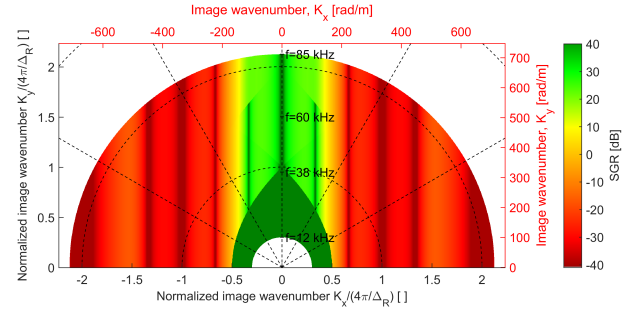 Image wavenumber, Kx [rad/m]
-600 -400 -200 0 200 400 600
Normalized image wavenumber Ky/(4π/ΔR) [ ]
2
1.5
1
0.5
0
f=85 kHz
f=60 kHz
f=38 kHz
f=12 kHz
-2 -1.5 -1 -0.5 0 0.5 1 1.5 2
Normalized image wavenumber Kx/(4π/ΔR) [ ]
700
600
500
400
300
200
100
0
Image wavenumber, Ky [rad/m]
40
30
20
10
0
-10
-20
-30
-40
SGR [dB]